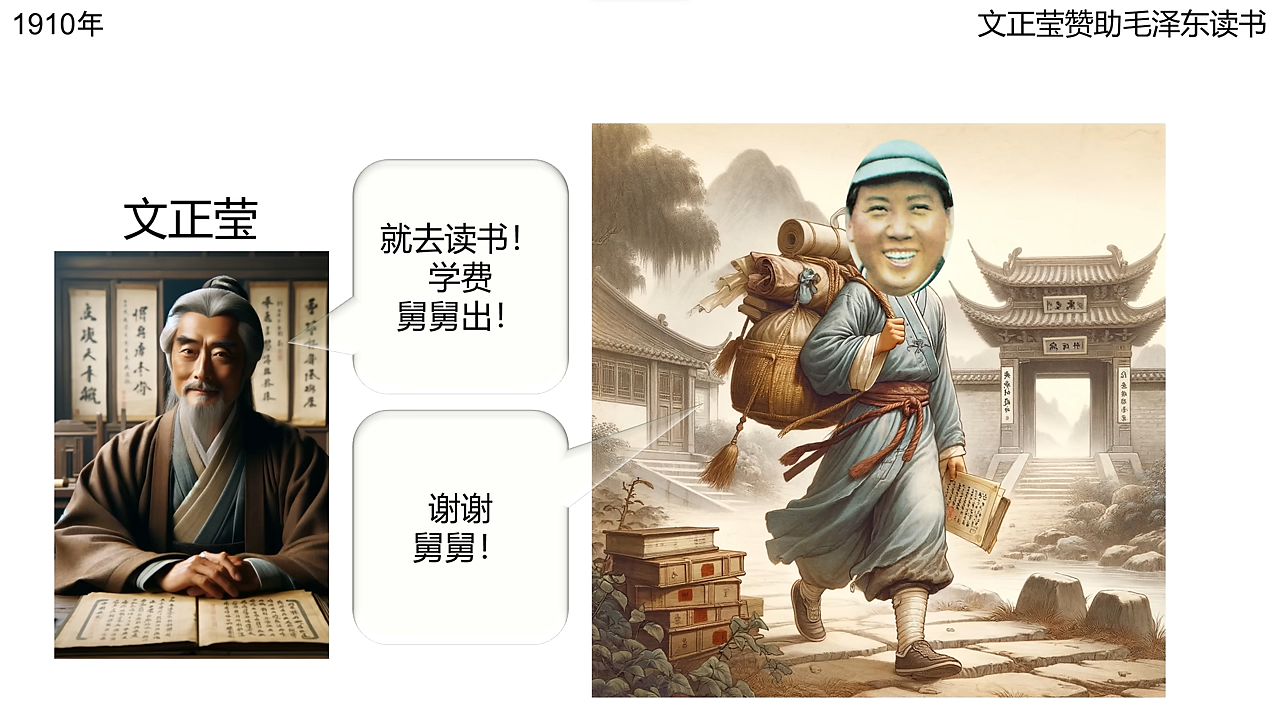 1910年
文正莹赞助毛泽东读书
文正莹
就去读书！
学费
舅舅出！
谢谢
舅舅！